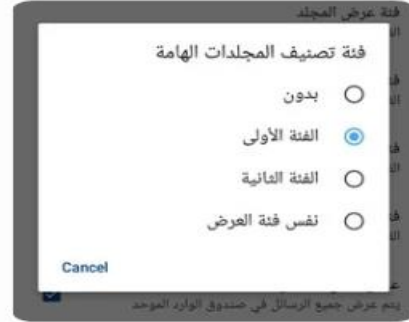 فئة عرض المجلد
فئة تصنيف المجلدات الهامة
بدون
الفئة الأولى
الفئة الثانية
نفس فئة العرض
Cancel
يتم عرض جميع الرسائل في صندوق الوارد الموحد